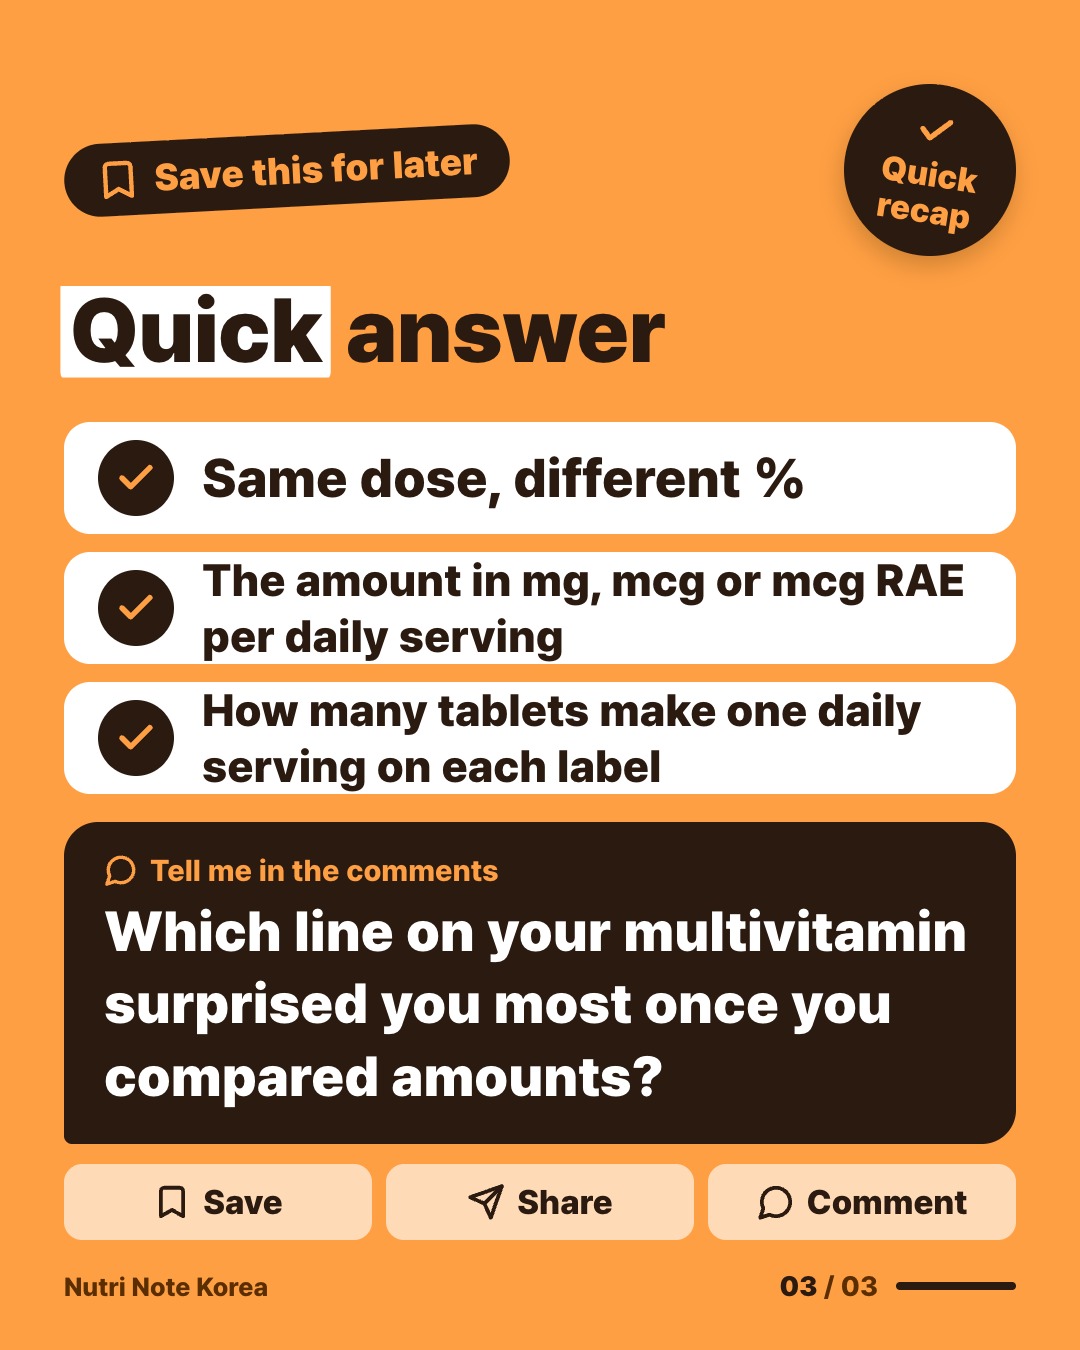 Save this for later
Quick
recap
Quick answer
Same dose, different %
The amount in mg, mcg or mcg RAE
per daily serving
How many tablets make one daily
serving on each label
Tell me in the comments
Which line on your multivitamin
surprised you most once you
compared amounts?
Save
Share
Comment
Nutri Note Korea
03 / 03